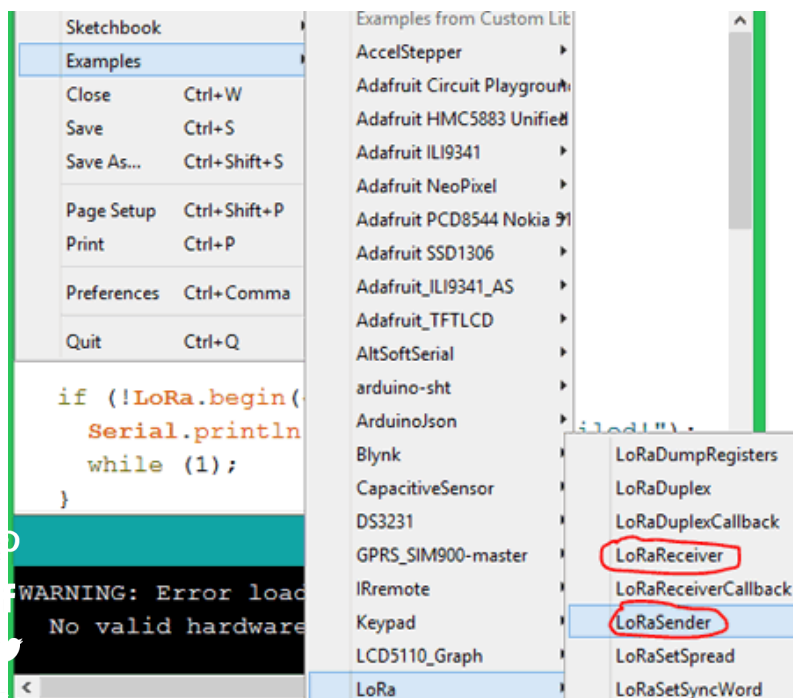 Sketchbook
Examples
Close Ctrl+W
Save Ctrl+S
Save As... Ctrl+Shift+S
Page Setup Ctrl+Shift+P
Print Ctrl+P
Preferences Ctrl+Comma
Quit Ctrl+Q
Examples from Custom Lib
AccelStepper
Adafruit Circuit Playground
Adafruit HMC5883 Unified
Adafruit ILI9341
Adafruit NeoPixel
Adafruit PCD8544 Nokia
Adafruit SSD1306
Adafruit_ILI9341_AS
Adafruit_TFTLCD
AltSoftSerial
arduino-sht
ArduinoJson
Blynk
CapacitiveSensor
DS3231
GPRS_SIM900-master
IRremote
Keypad
LCD5110_Graph
LoRa
LoRaDumpRegisters
LoRaDuplex
LoRaDuplexCallback
LoRaReceiver
LoRaReceiverCallback
LoRaSender
LoRaSetSpread
LoRaSetSyncWord
if (!LoRa.begin(
Serial.println
while (1);
}
WARNING: Error load
No valid hardware